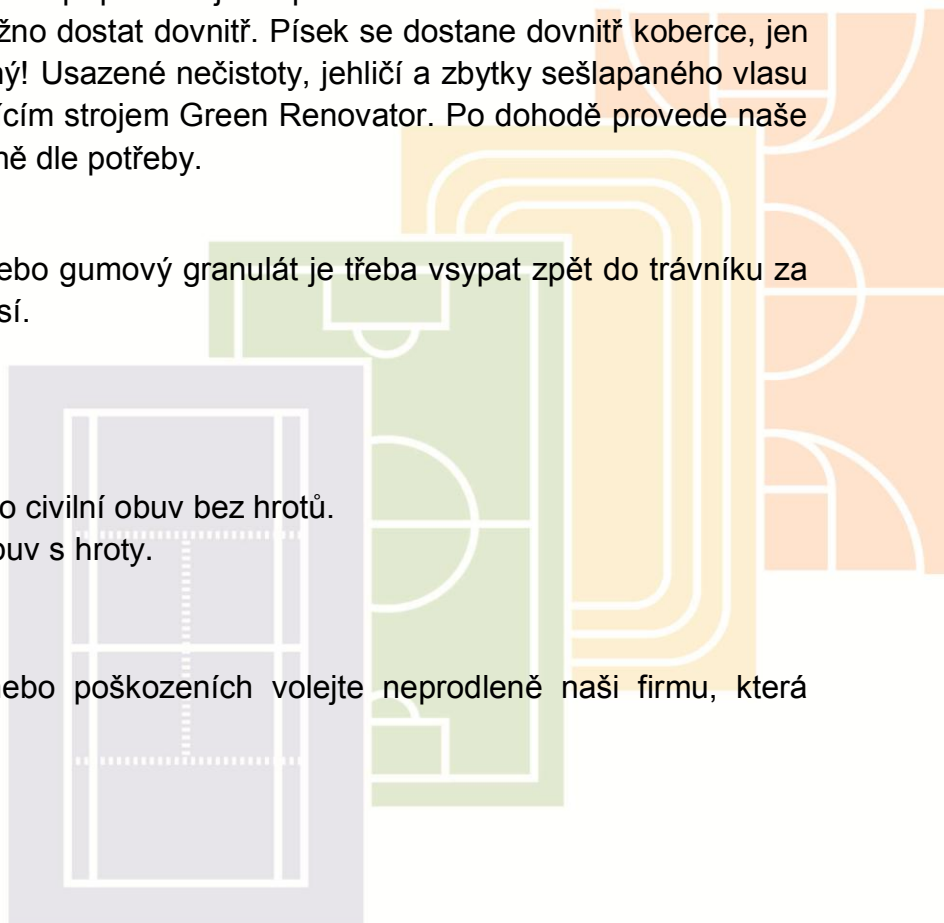 žno dostat dovnitř. Písek se dostane dovnitř koberce, jen
ý! Usazené nečistoty, jehličí a zbytky sešlapaného vlasu
ícím strojem Green Renovator. Po dohodě provede naše
ně dle potřeby.
ebo gumový granulát je třeba vsypat zpět do trávníku za
sí.
o civilní obuv bez hrotů.
buv s hroty.
nebo poškozeních volejte neprodleně naši firmu, která